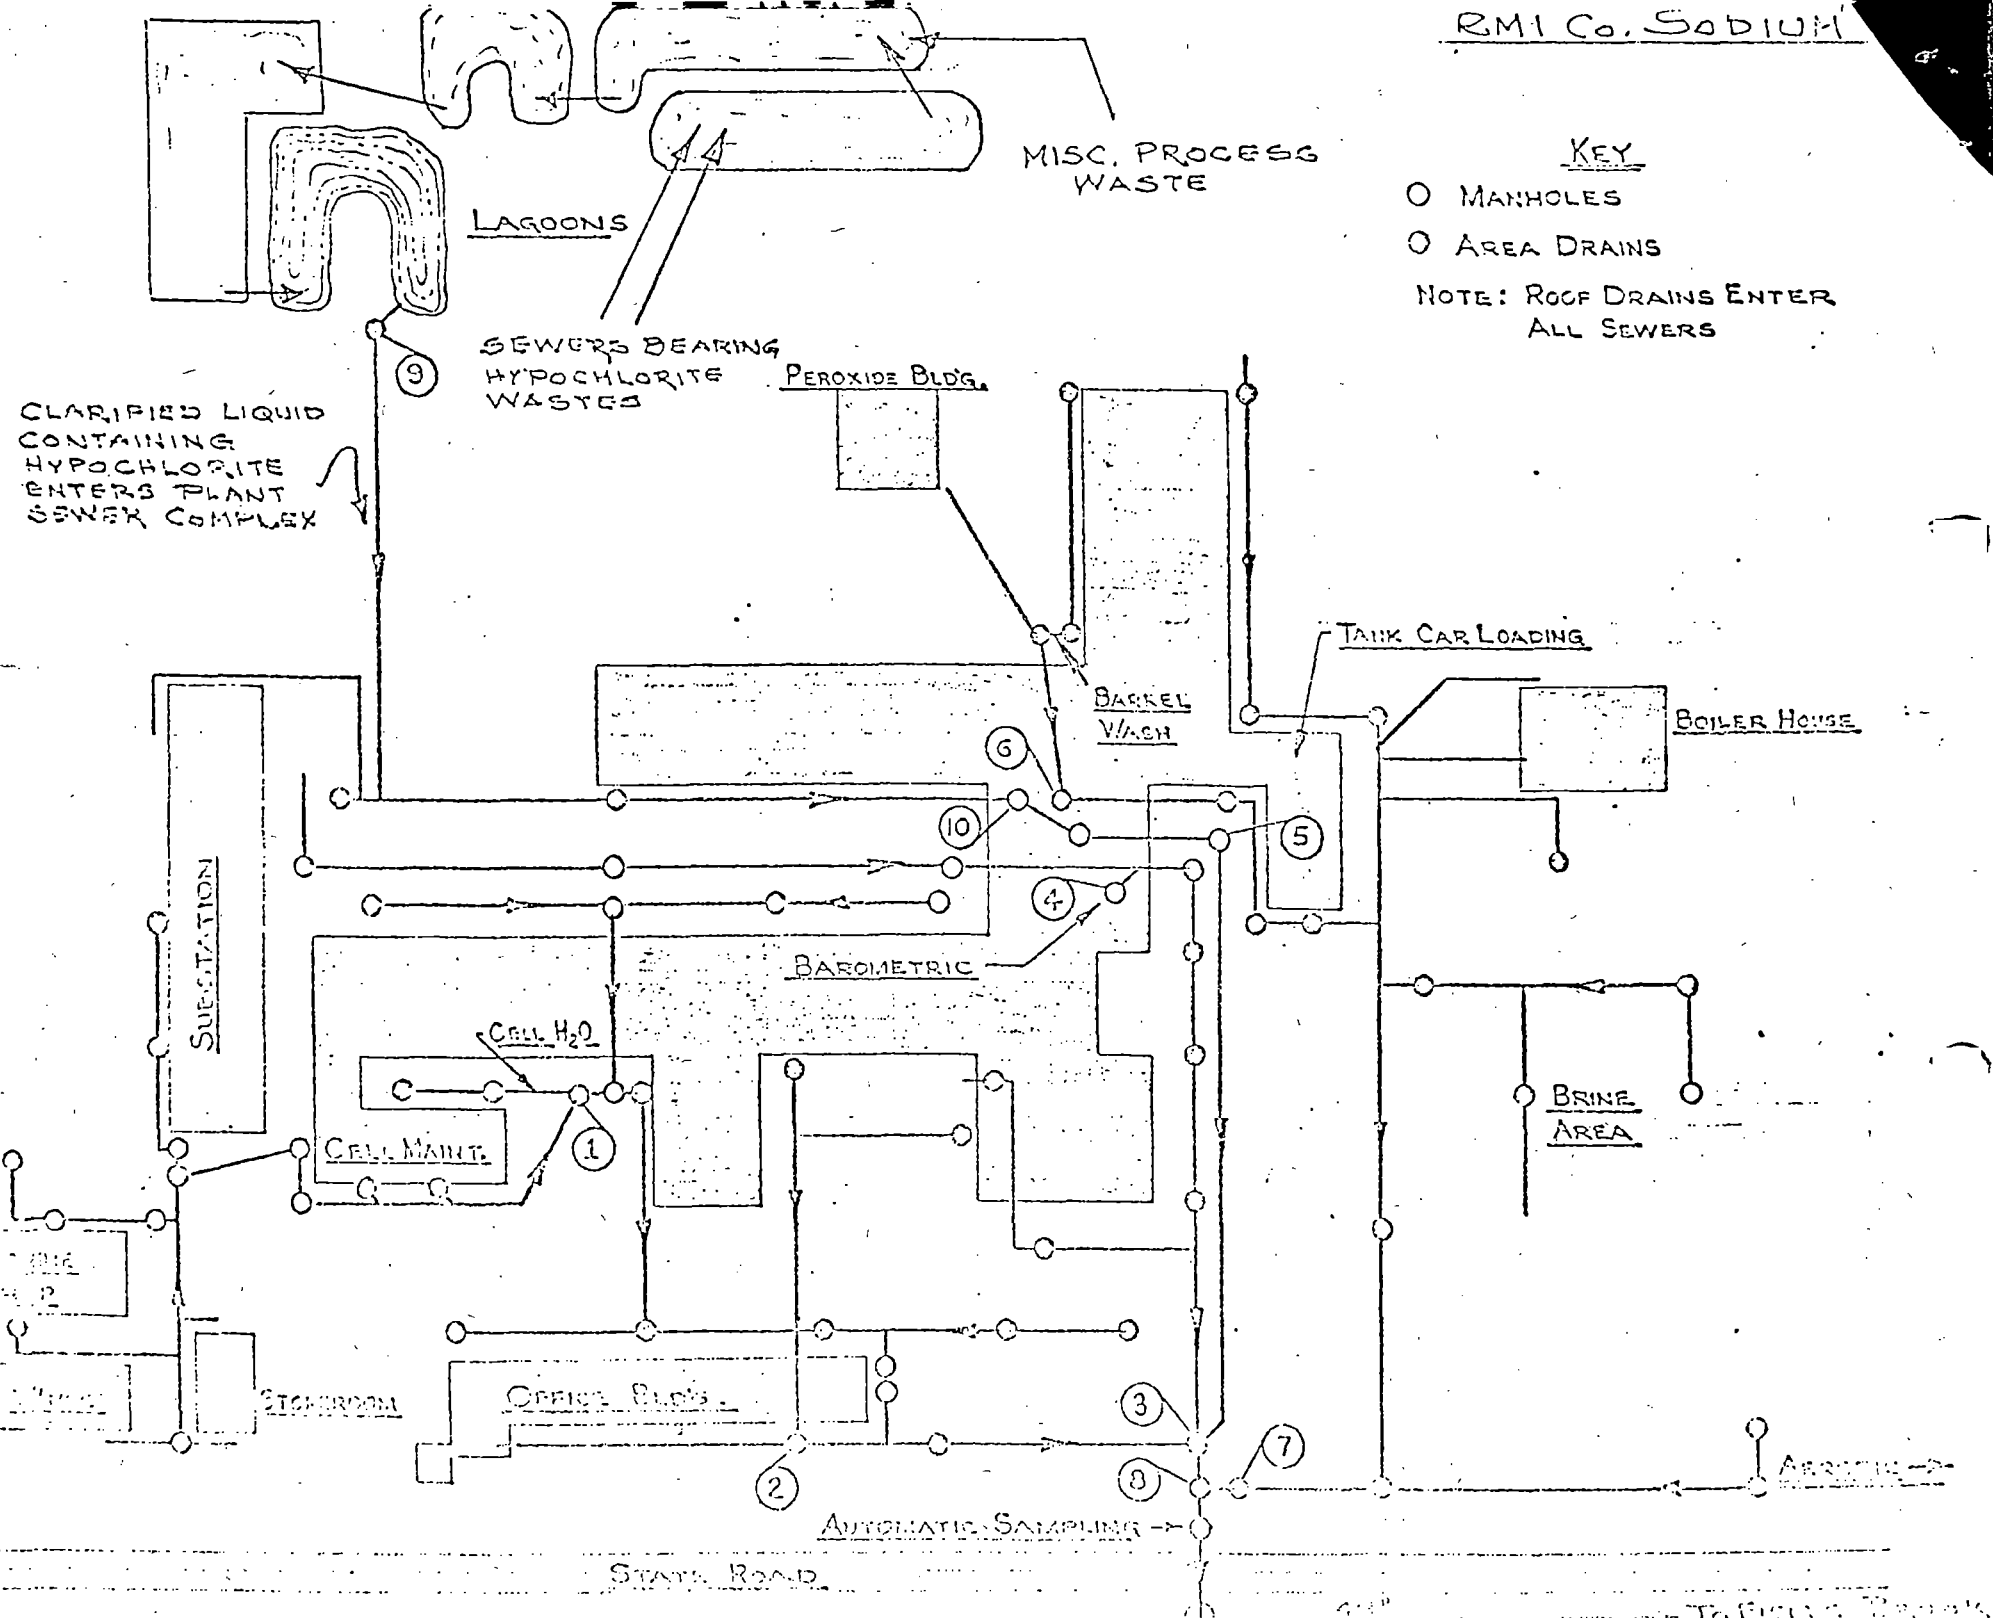 RMI Co. SODIUM
MISC. PROCESS
WASTE
KEY
MANHOLES
AREA DRAINS
NOTE: ROOF DRAINS ENTER
ALL SEWERS
LAGOONS
SEWERS BEARING
HYPOCHLORITE
WASTES
9
PEROXIDE BLDG.
CLARIFIED LIQUID
CONTAINING
HYPOCHLORITE
ENTERS PLANT
SEWER COMPLEX
TANK CAR LOADING
BARREL
WASH
BOILER HOUSE
6
10
5
4
SUBSTATION
BAROMETRIC
CELL H2O
BRINE
AREA
1
CELL MAINT.
STOREROOM
OFFICE BLDG.
3
7
2
8
AUTOMATIC SAMPLING
STATE ROAD